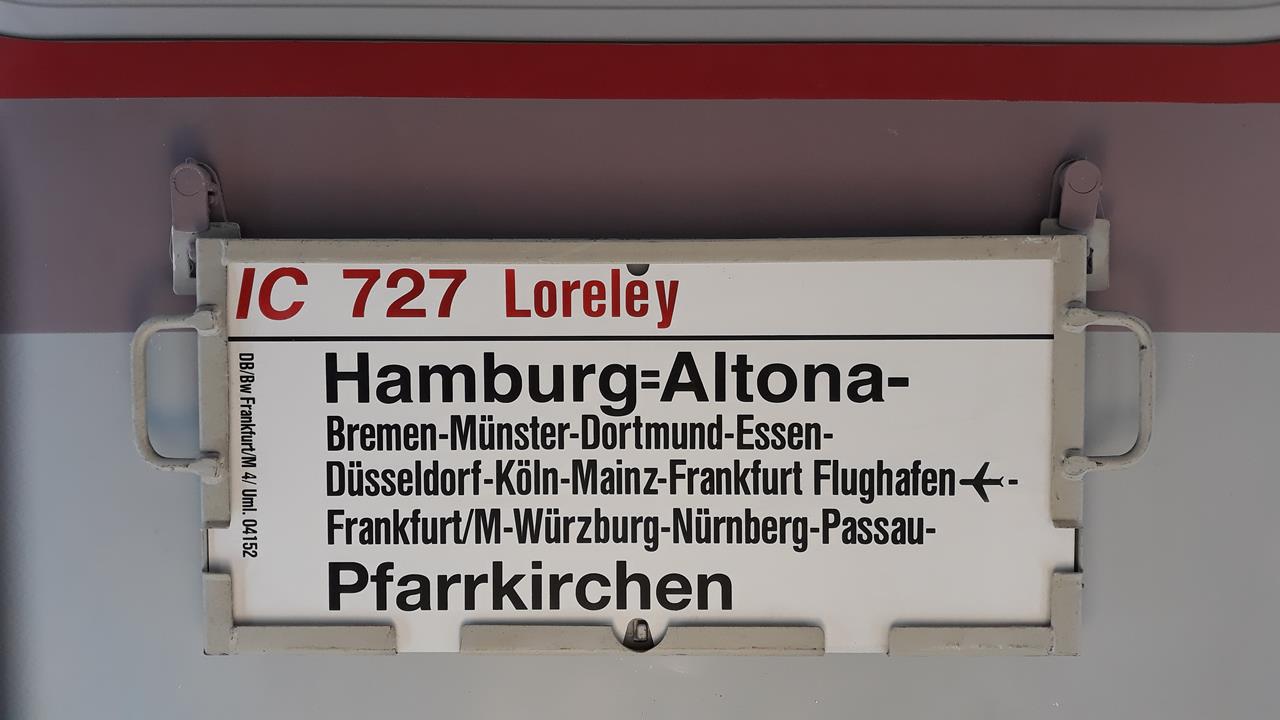 IC 727 Loreley
Hamburg=Altona-
Bremen-Münster-Dortmund-Essen-
Düsseldorf-Köln-Mainz-Frankfurt Flughafen✈-
Frankfurt/M-Würzburg-Nürnberg-Passau-
Pfarrkirchen
DB/Bw Frankfurt/M 4/ Uml. 04152